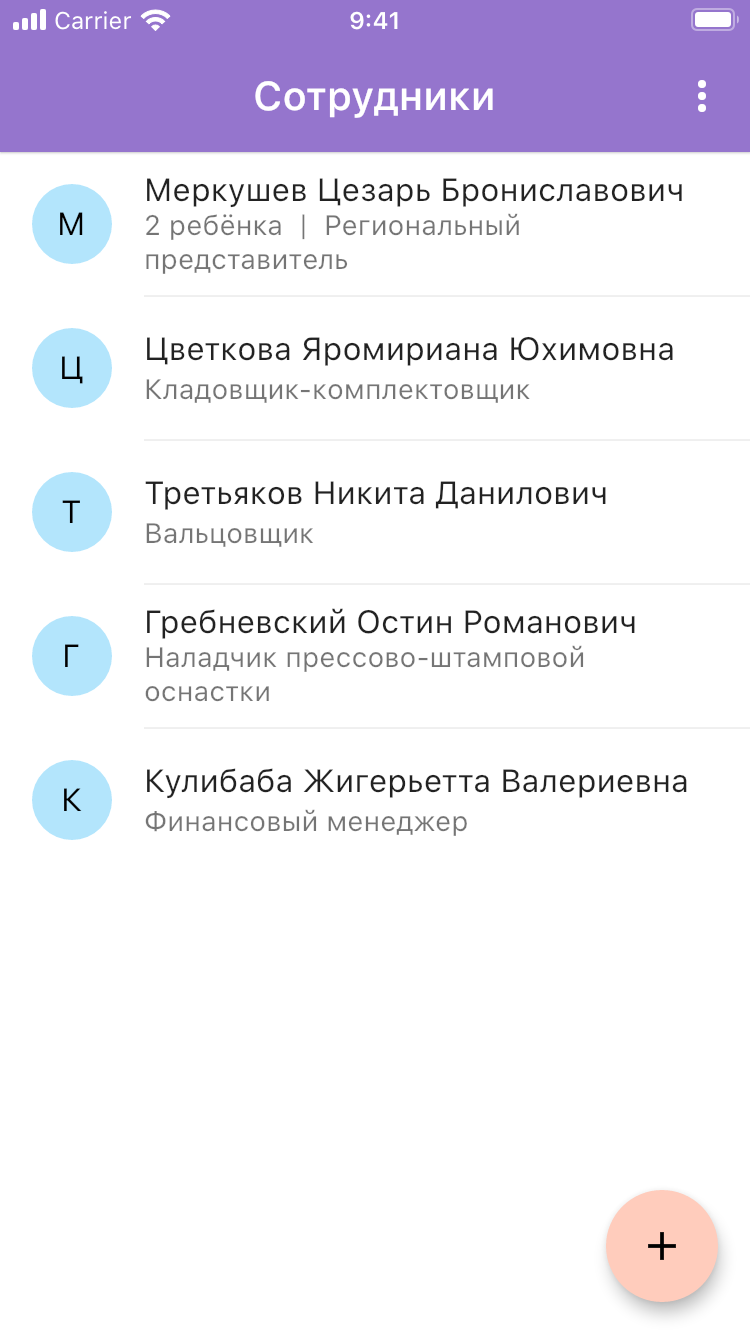 Carrier 9:41
Сотрудники
М
Меркушев Цезарь Брониславович
2 ребёнка | Региональный
представитель
Ц
Цветкова Яромириана Юхимовна
Кладовщик-комплектовщик
Т
Третьяков Никита Данилович
Вальцовщик
Г
Гребневский Остин Романович
Наладчик прессово-штамповой
оснастки
К
Кулибаба Жигерьетта Валериевна
Финансовый менеджер
+